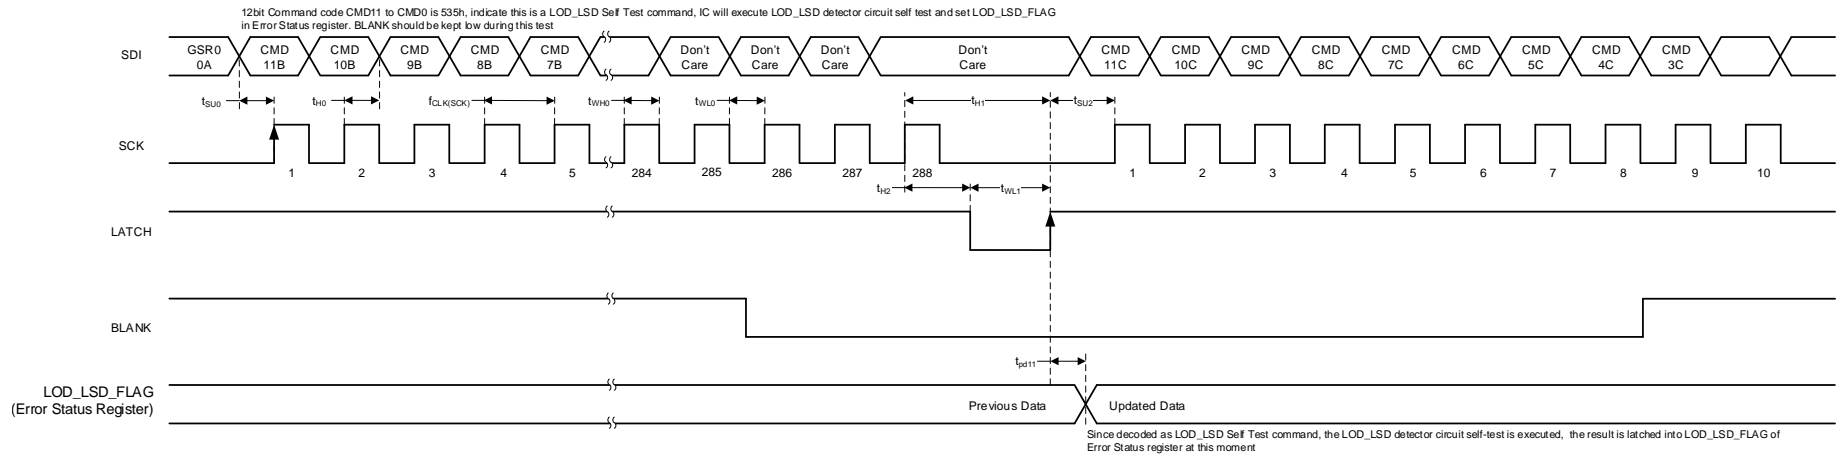 12bit Command code CMD11 to CMD0 is 535h, indicate this is a LOD_LSD Self Test command, IC will execute LOD_LSD detector circuit self test and set LOD_LSD_FLAG
in Error Status register. BLANK should be kept low during this test
SDI
GSR0 0A
CMD 11B
CMD 10B
CMD 9B
CMD 8B
CMD 7B
Don't Care
Don't Care
Don't Care
Don't Care
CMD 11C
CMD 10C
CMD 9C
CMD 8C
CMD 7C
CMD 6C
CMD 5C
CMD 4C
CMD 3C
tSU0
tH0
fCLK(SCK)
tWH0
tWL0
tH1
tSU2
SCK
1 2 3 4 5 284 285 286 287 288 1 2 3 4 5 6 7 8 9 10
tH2
tWL1
LATCH
BLANK
tpd11
LOD_LSD_FLAG
(Error Status Register)
Previous Data
Updated Data
Since decoded as LOD_LSD Self Test command, the LOD_LSD detector circuit self-test is executed, the result is latched into LOD_LSD_FLAG of
Error Status register at this moment